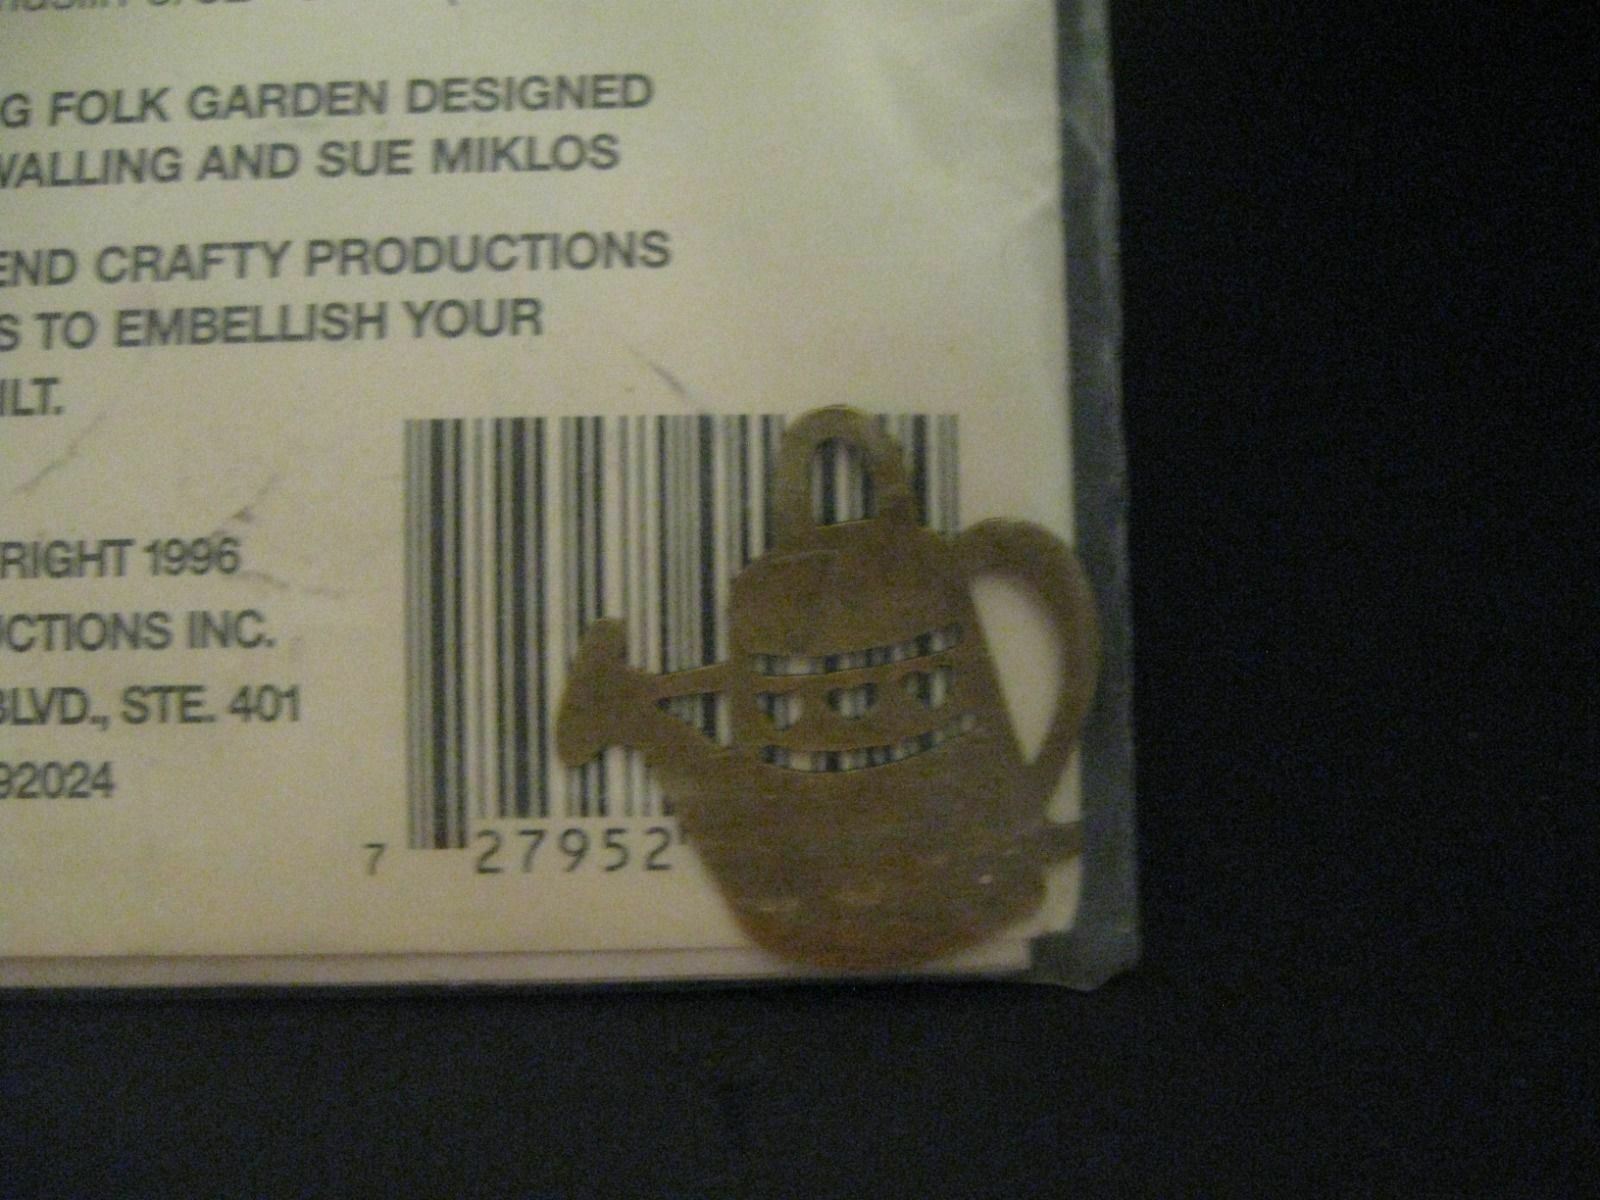 G FOLK GARDEN DESIGNED
WALLING AND SUE MIKLOS
END CRAFTY PRODUCTIONS
S TO EMBELLISH YOUR
ILT.
RIGHT 1996
CTIONS INC.
BLVD., STE. 401
92024
7 27952